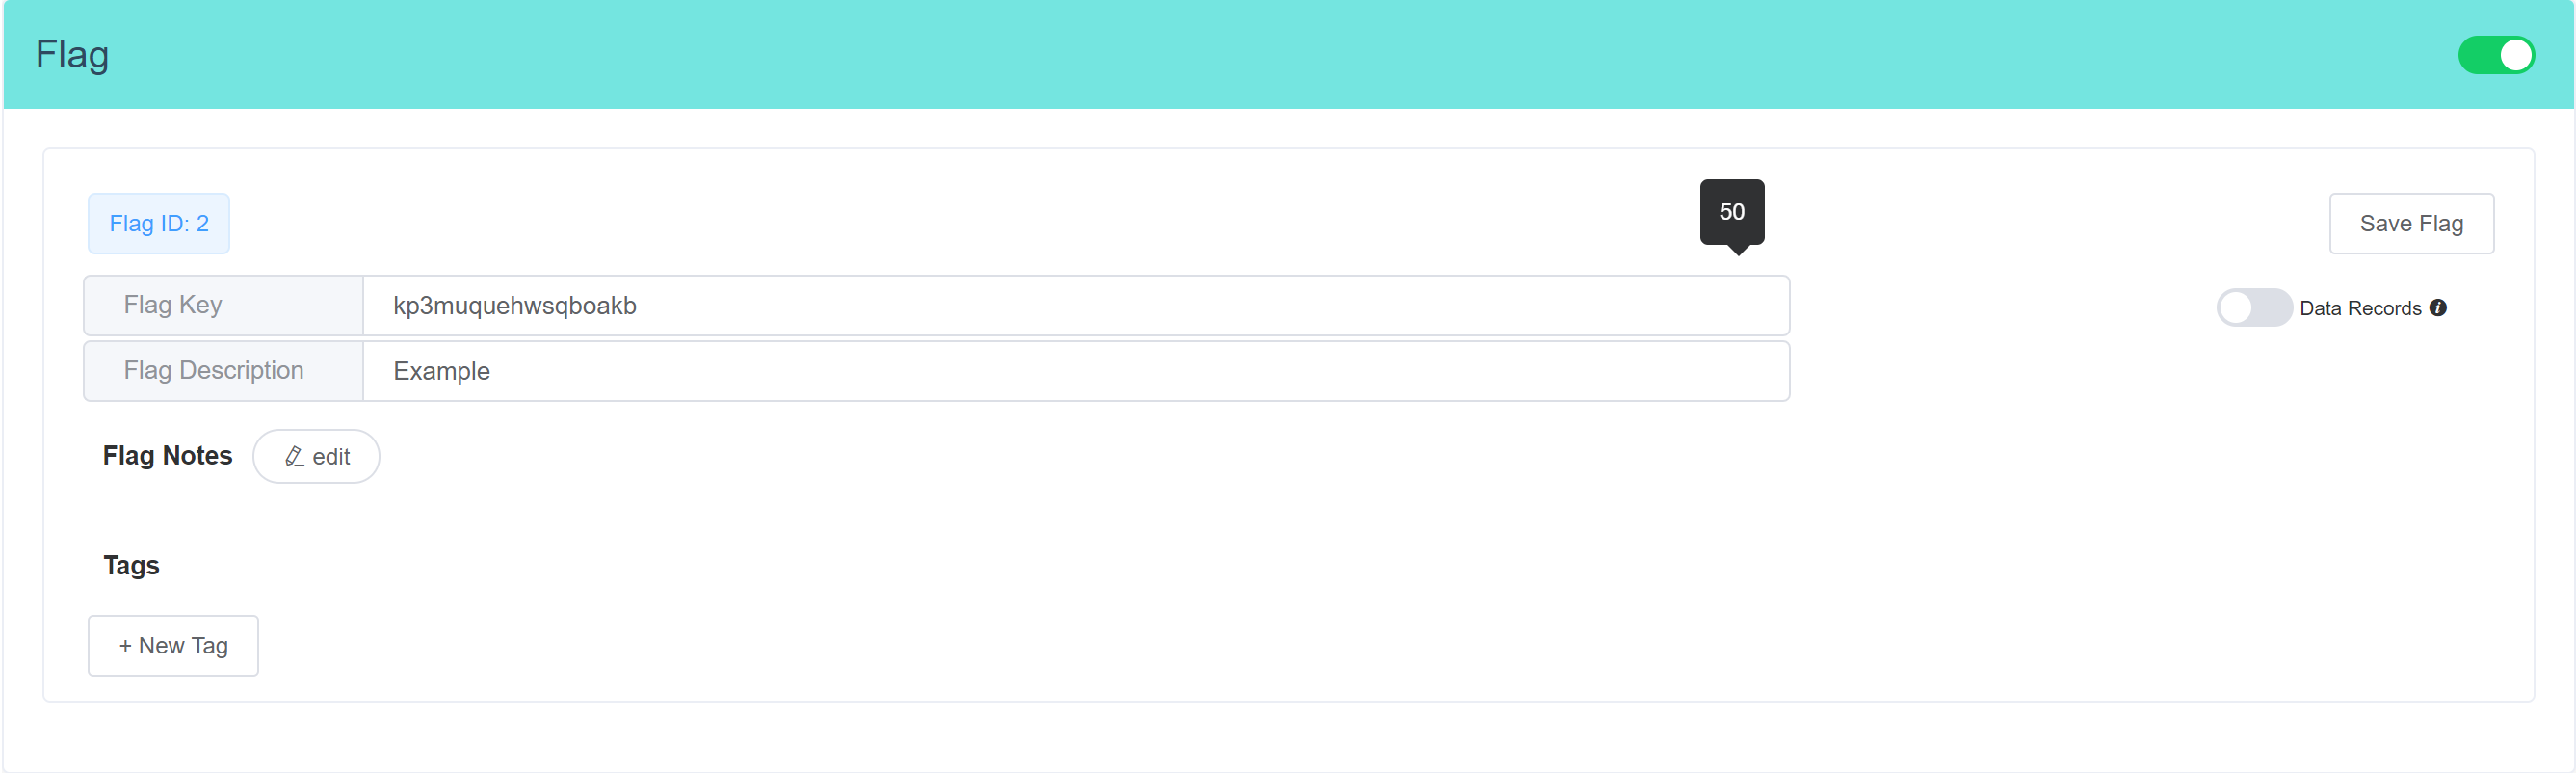 Flag
Flag ID: 2
50
Save Flag
Flag Key
kp3muquehwsqboakb
Data Records
Flag Description
Example
Flag Notes
edit
Tags
+ New Tag